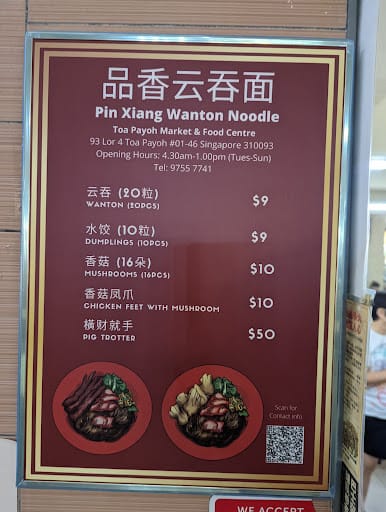 品香云吞面
Pin Xiang Wanton Noodle
Toa Payoh Market & Food Centre
93 Lor 4 Toa Payoh #01-46 Singapore 310093
Opening Hours: 4.30am-1.00pm (Tues-Sun)
Tel: 9755 7741
云吞 (20粒)
WANTON (20PCS) $9
水饺 (10粒)
DUMPLINGS (10PCS) $9
香菇 (16朵)
MUSHROOMS (16PCS) $10
香菇凤爪
CHICKEN FEET WITH MUSHROOM $10
橫财就手
PIG TROTTER $50
Scan for
Contact info
WE ACCEPT